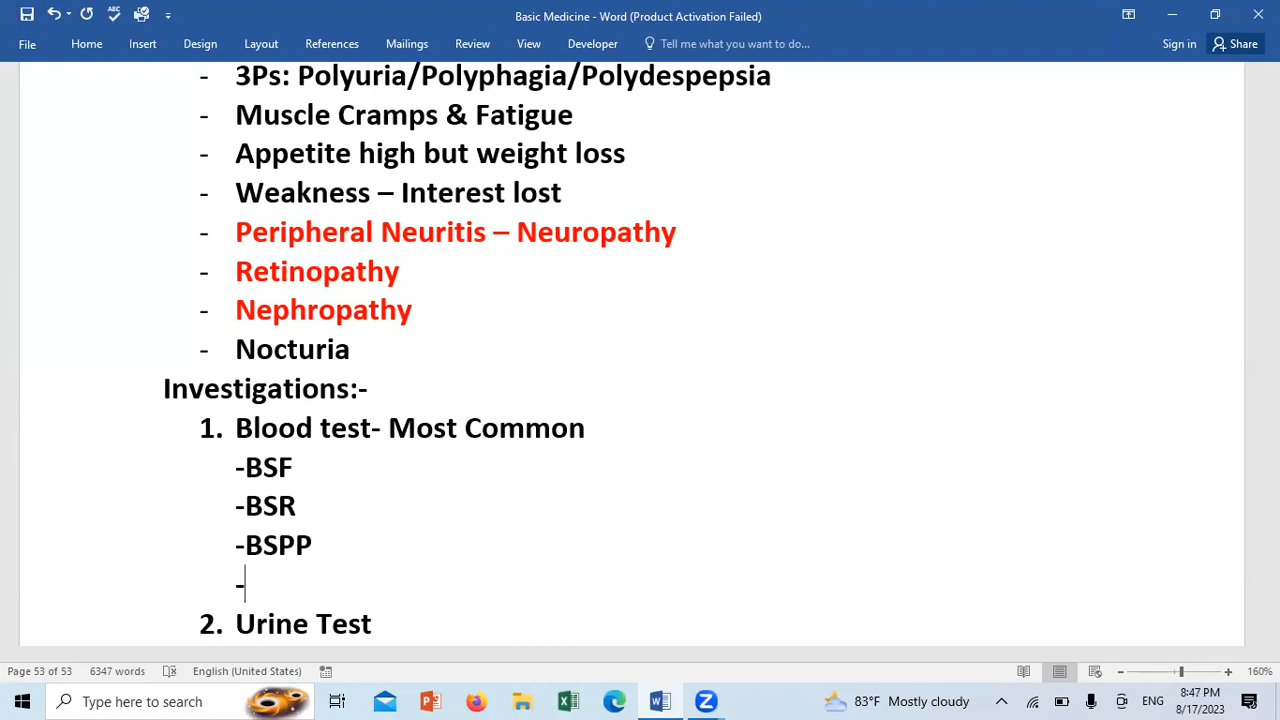 Basic Medicine - Word (Product Activation Failed)
File Home Insert Design Layout References Mailings Review View Developer Tell me what you want to do... Sign in Share
- 3Ps: Polyuria/Polyphagia/Polydespepsia
- Muscle Cramps & Fatigue
- Appetite high but weight loss
- Weakness – Interest lost
- Peripheral Neuritis – Neuropathy
- Retinopathy
- Nephropathy
- Nocturia
Investigations:-
1. Blood test- Most Common
-BSF
-BSR
-BSPP
-
2. Urine Test
Page 53 of 53 6347 words English (United States) 160%
Type here to search 83°F Mostly cloudy ENG 8:47 PM
8/17/2023